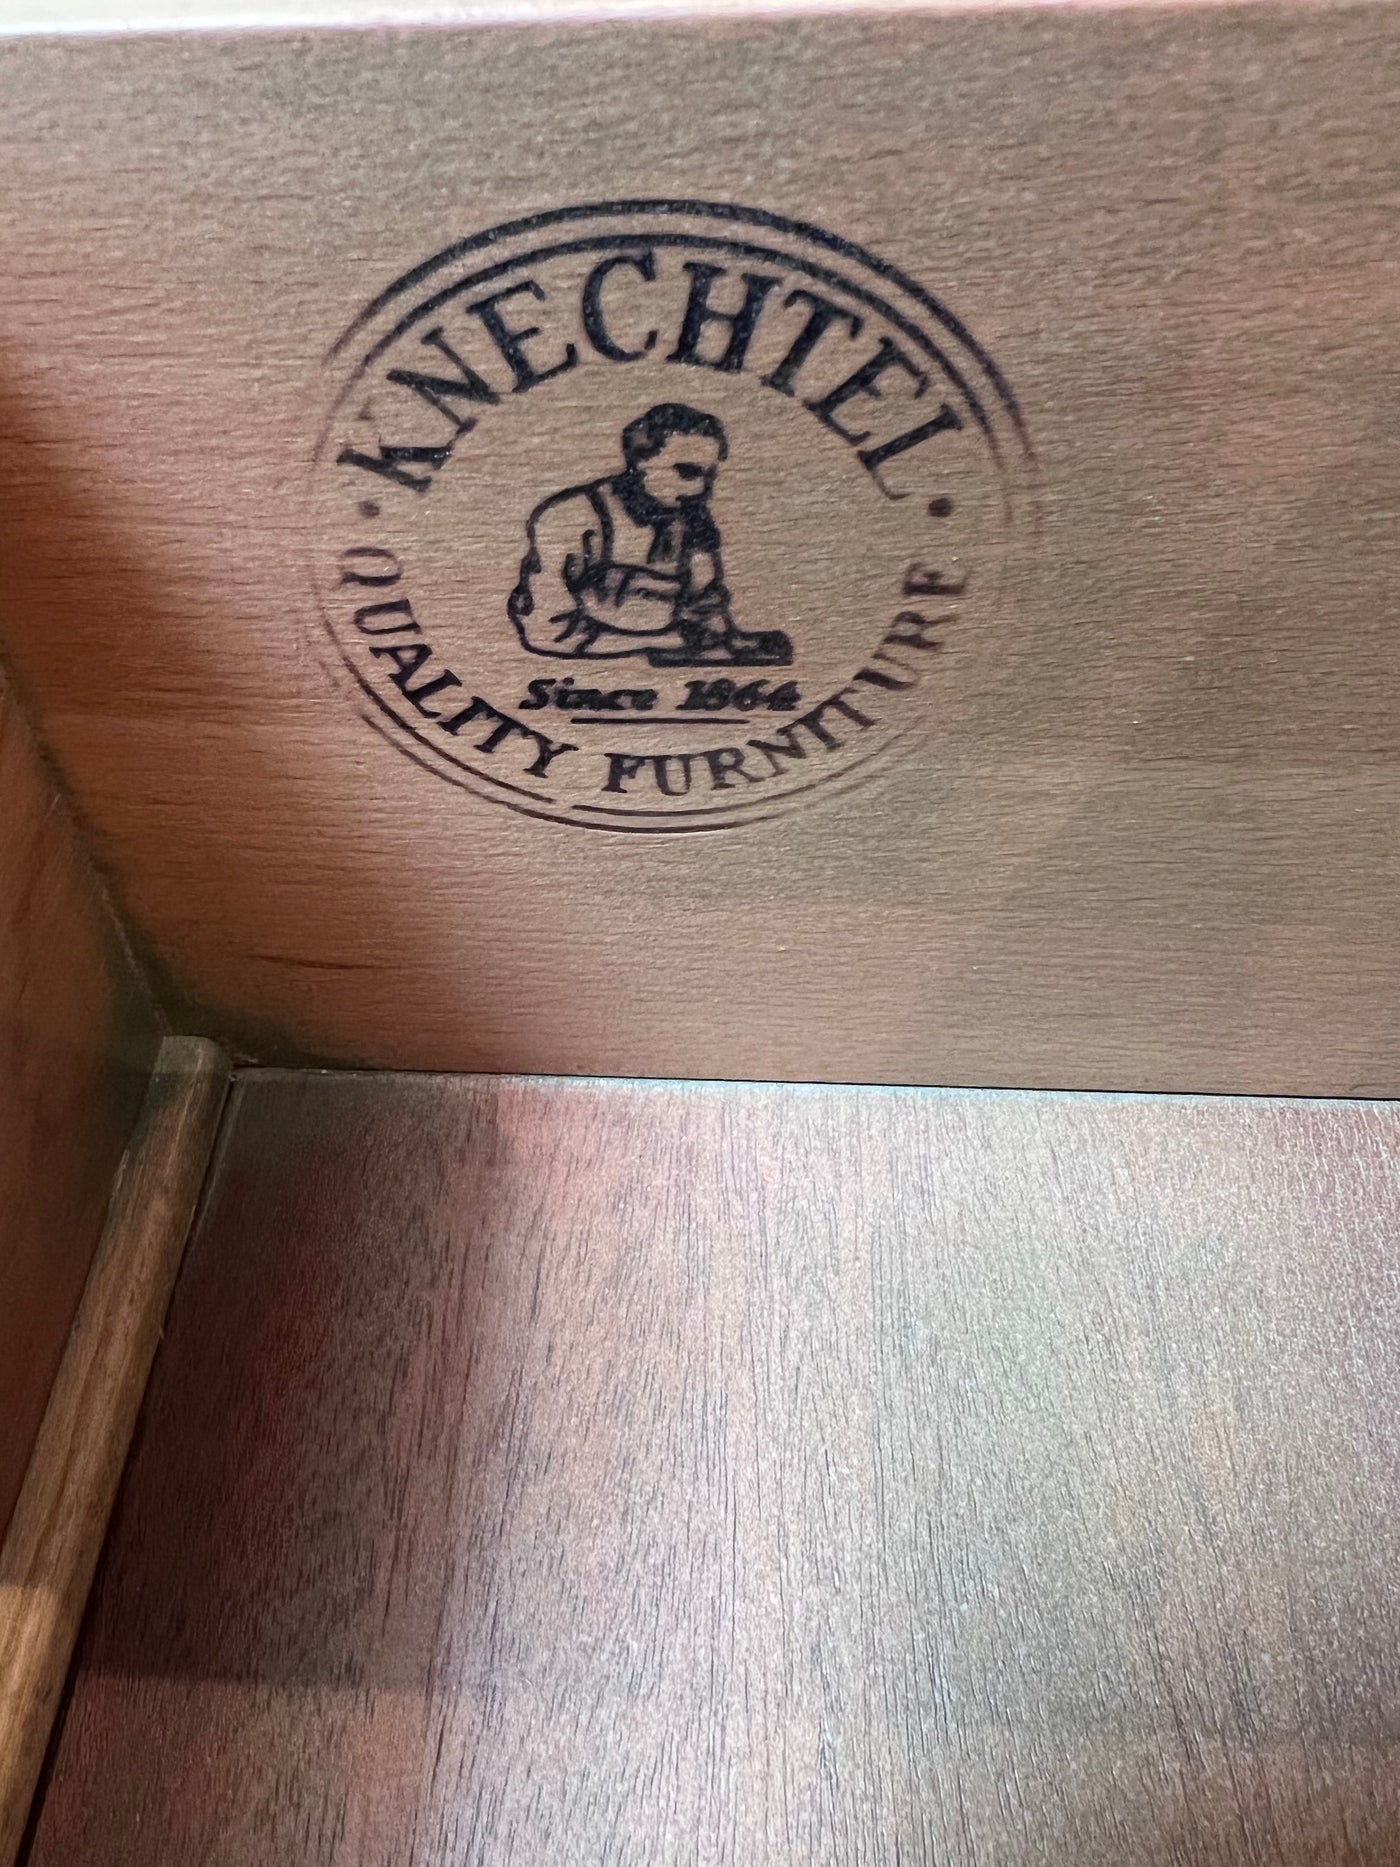 KNECHTEL
Since 1864
QUALITY FURNITURE